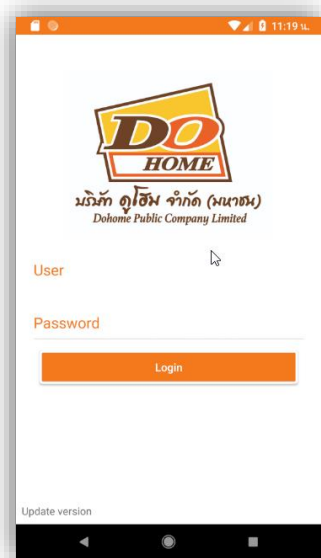 11:19 น.
DO
HOME
บริษัท ดูโฮม จำกัด (มหาชน)
Dohome Public Company Limited
User
Password
Login
Update version